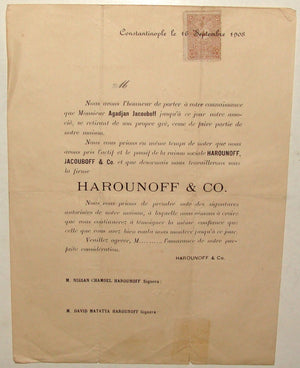 Constantinople le 16 Septembre 1908
M
Nous avons l'honneur de porter à votre connaissance
que Monsieur Agadjan Jacouboff jusqu'à ce jour notre asso-
cié, se retirant de son propre gré, cesse de faire partie de
notre maison.
Nous vous prions en même temps de noter que nous
avons pris l'actif et le passif de la raison sociale HAROUNOFF,
JACOUBOFF & Co. et que désormais nous travaillerons sous
la firme
HAROUNOFF & CO.
Nous vous prions de prendre note des signatures
autorisées de notre maison, à laquelle nous aimons à croire
que vous continuerez à témoigner la même confiance que
celle que vous avez bien voulu nous montrer jusqu'à ce jour.
Veuillez agréer, M........... l'assurance de notre par-
faite considération.
HAROUNOFF & Co.
M. NISSAN CHAMOEL HAROUNOFF Signera:
M. DAVID MATATTA HAROUNOFF Signera: